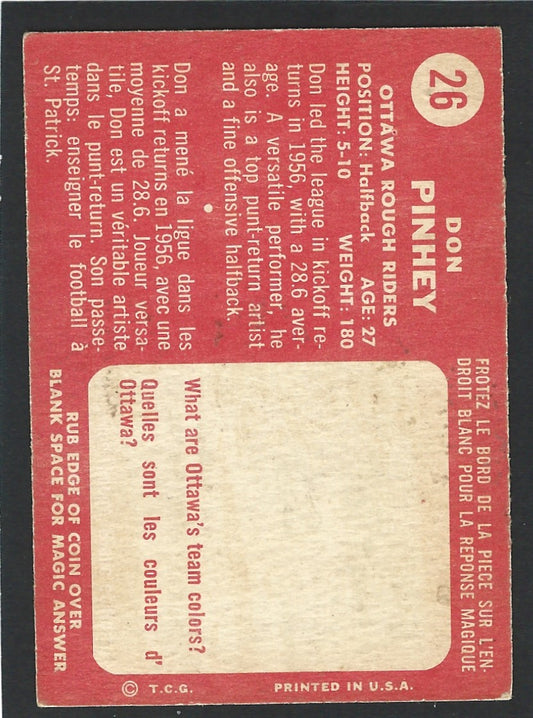 26
DON
PINHEY
OTTAWA ROUGH RIDERS
POSITION: Halfback AGE: 27
HEIGHT: 5-10 WEIGHT: 180
Don led the league in kickoff re-
turns in 1956, with a 28.6 aver-
age. A versatile performer, he
also is a top punt-return artist
and a fine offensive halfback.
Don a mené la ligue dans les
kickoff returns en 1956, avec une
moyenne de 28.6. Joueur versa-
tile, Don est un véritable artiste
dans le punt-return. Son passe-
temps: enseigner le football à
St. Patrick.
FROTEZ LE BORD DE LA PIECE SUR L'EN-
DROIT BLANC POUR LA REPONSE MAGIQUE
What are Ottawa's team colors?
Quelles sont les couleurs d'
Ottawa?
RUB EDGE OF COIN OVER
BLANK SPACE FOR MAGIC ANSWER
© T.C.G. PRINTED IN U.S.A.